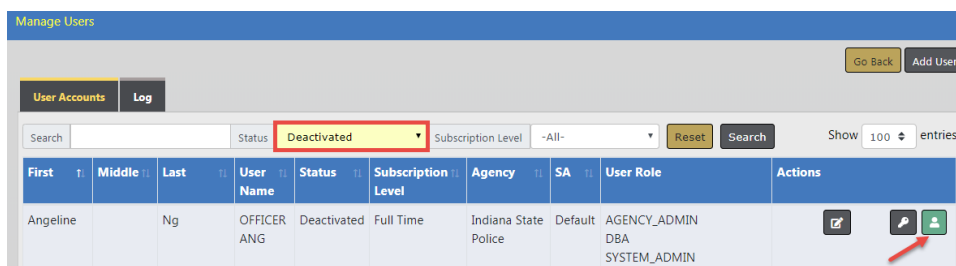 Manage Users
Go Back Add User
User Accounts Log
Search Status Deactivated Subscription Level -All- Reset Search Show 100 entries
First Middle Last User Name Status Subscription Level Agency SA User Role Actions
Angeline Ng OFFICER ANG Deactivated Full Time Indiana State Police Default AGENCY_ADMIN
DBA
SYSTEM_ADMIN